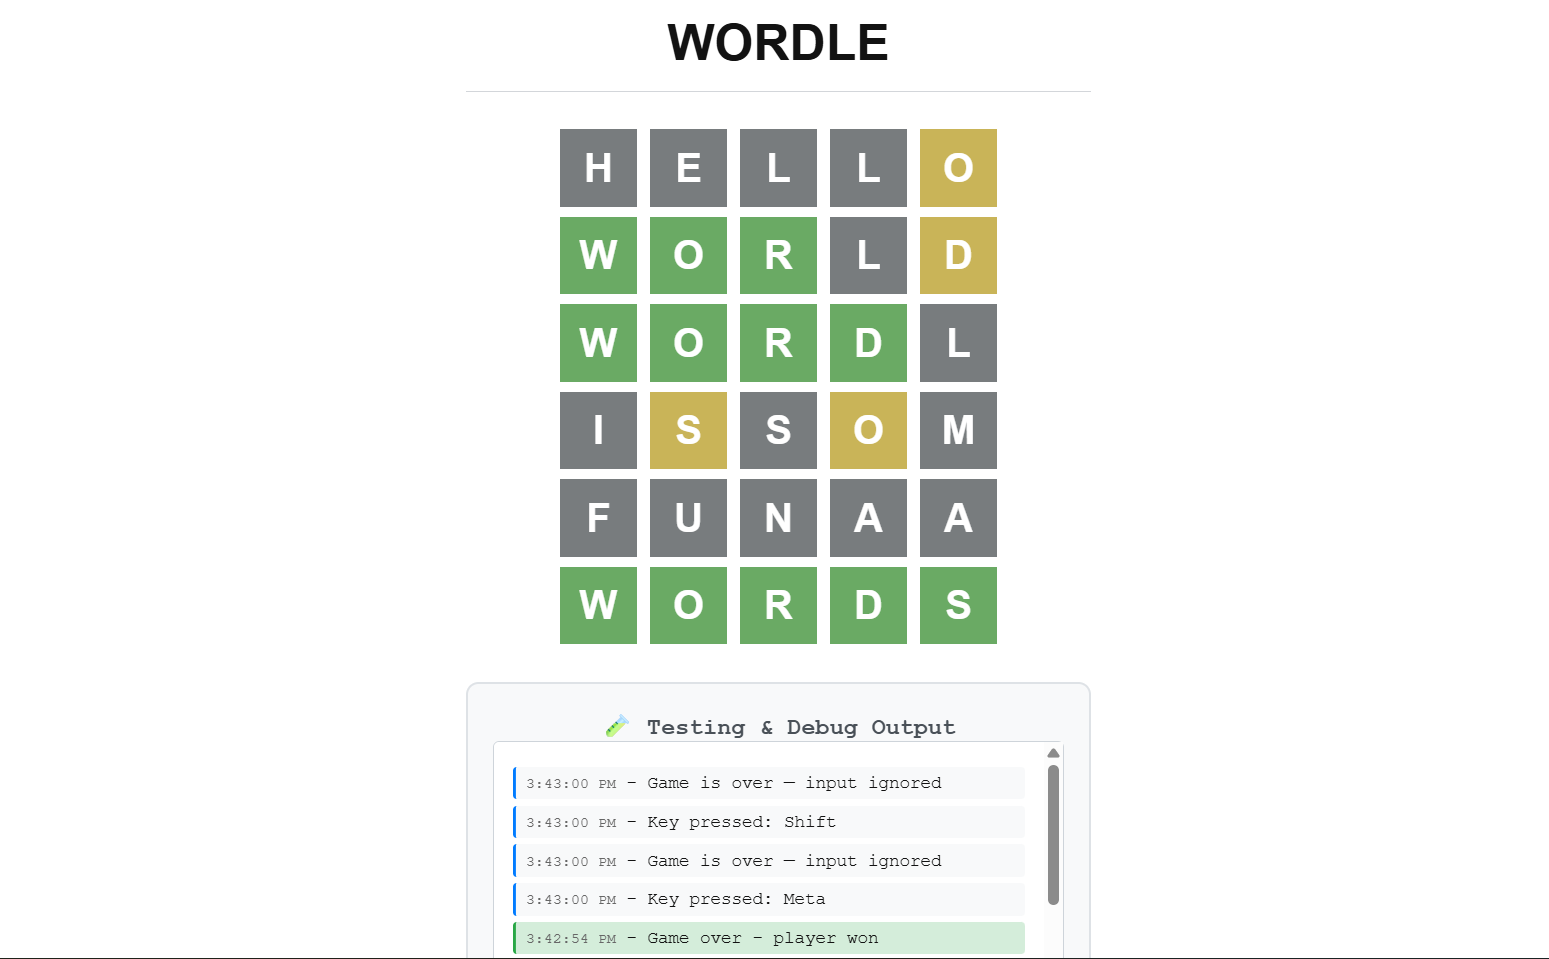 WORDLE
H E L L O
W O R L D
W O R D L
I S S O M
F U N A A
W O R D S
Testing & Debug Output
3:43:00 PM - Game is over — input ignored
3:43:00 PM - Key pressed: Shift
3:43:00 PM - Game is over — input ignored
3:43:00 PM - Key pressed: Meta
3:42:54 PM - Game over - player won